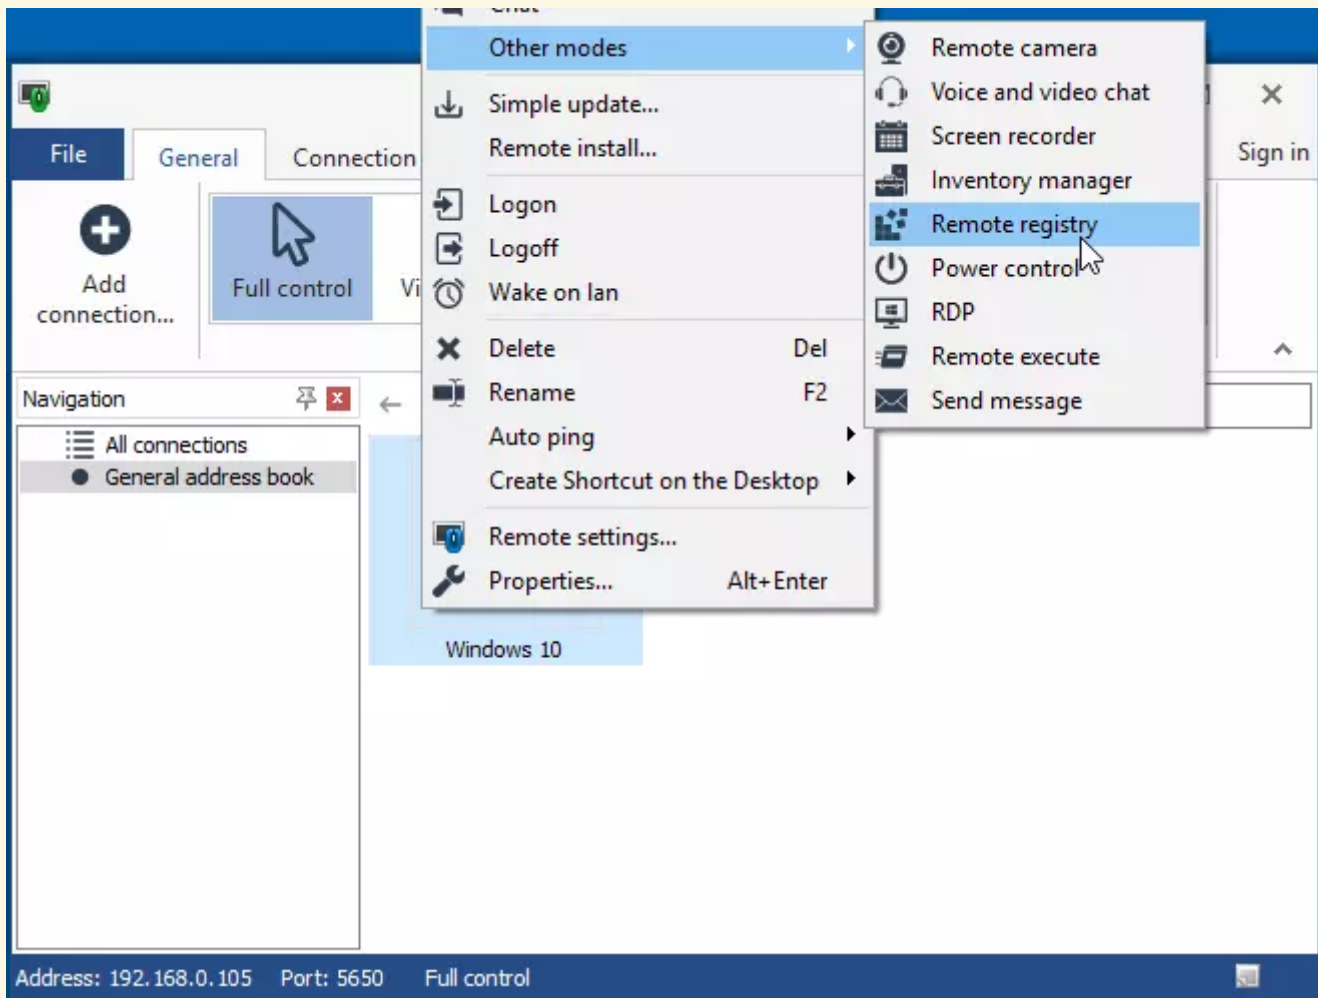 Chat
Other modes
Simple update...
Remote install...
Logon
Logoff
Wake on lan
Delete Del
Rename F2
Auto ping
Create Shortcut on the Desktop
Remote settings...
Properties... Alt+Enter
Remote camera
Voice and video chat
Screen recorder
Inventory manager
Remote registry
Power control
RDP
Remote execute
Send message
File
General
Connection
Sign in
Add
connection...
Full control
Vi
Navigation
All connections
General address book
Windows 10
Address: 192.168.0.105 Port: 5650 Full control